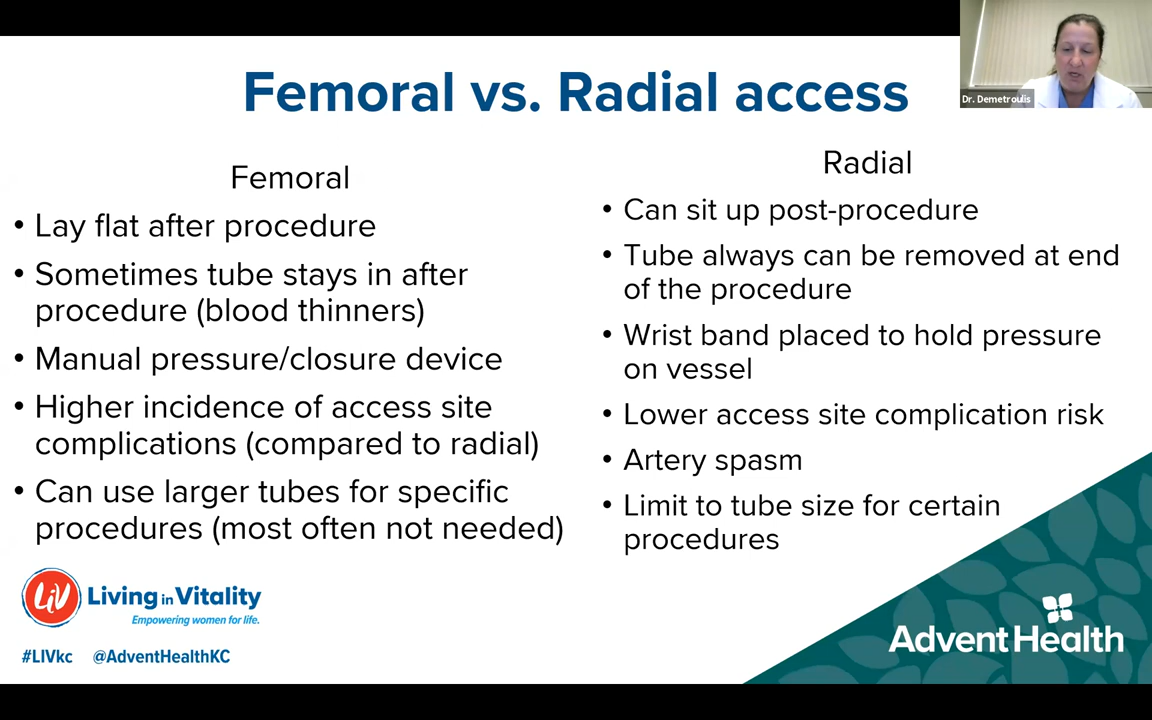 Femoral vs. Radial access
Dr. Demetroulis
Femoral
• Lay flat after procedure
• Sometimes tube stays in after
procedure (blood thinners)
• Manual pressure/closure device
• Higher incidence of access site
complications (compared to radial)
• Can use larger tubes for specific
procedures (most often not needed)
Radial
• Can sit up post-procedure
• Tube always can be removed at end
of the procedure
• Wrist band placed to hold pressure
on vessel
• Lower access site complication risk
• Artery spasm
• Limit to tube size for certain
procedures
LiV Living in Vitality
Empowering women for life.
#LIVkc @AdventHealthKC
Advent Health